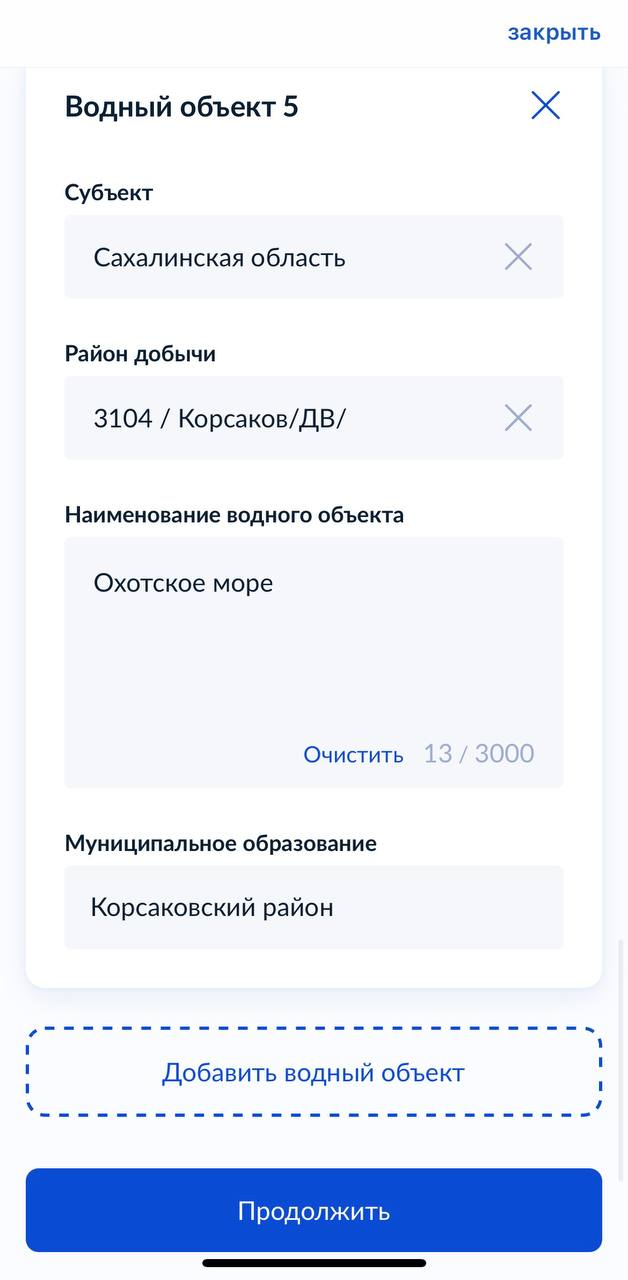 закрыть
Водный объект 5
Субъект
Сахалинская область
Район добычи
3104 / Корсаков/ДВ/
Наименование водного объекта
Охотское море
Очистить 13 / 3000
Муниципальное образование
Корсаковский район
Добавить водный объект
Продолжить